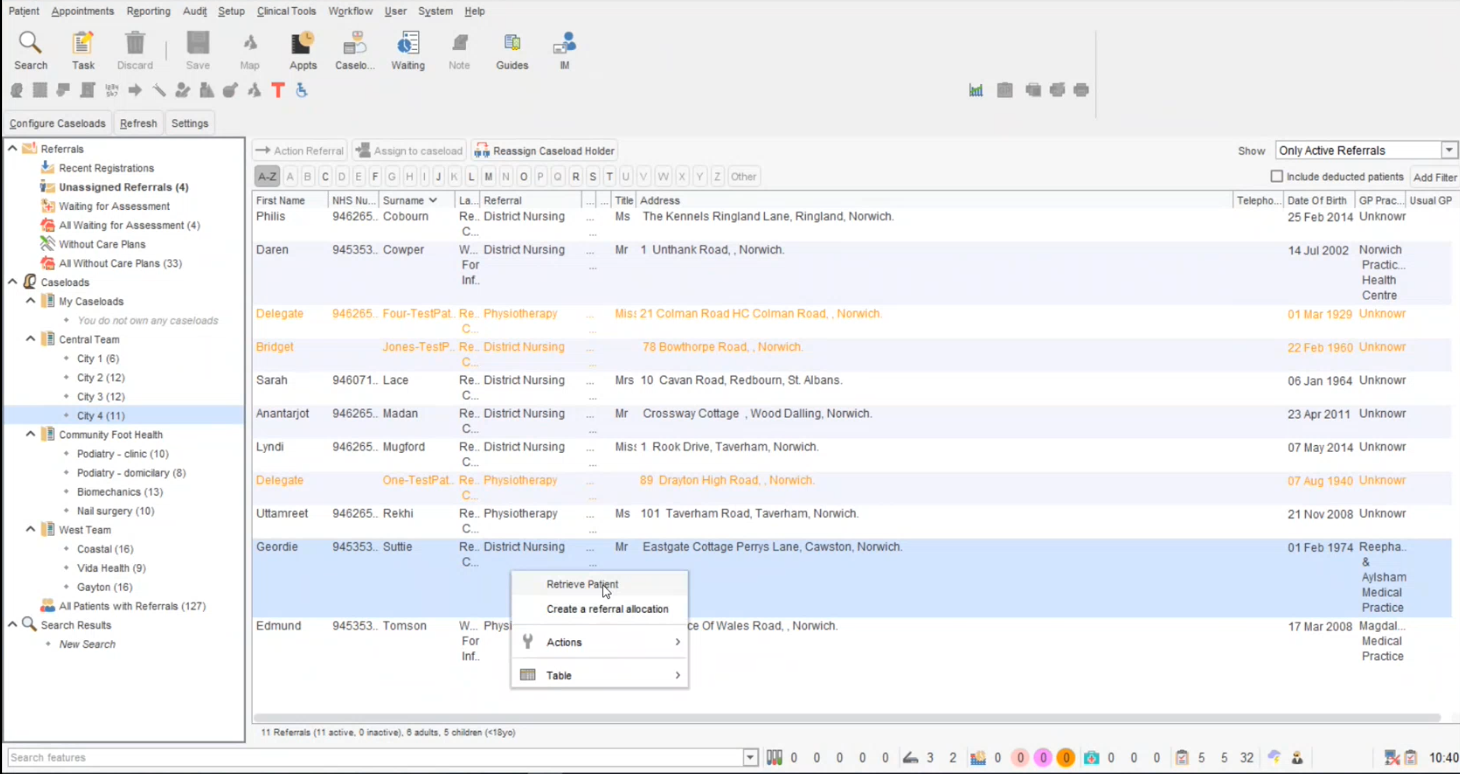 Patient Appointments Reporting Audit Setup Clinical Tools Workflow User System Help
Search Task Discard Save Map Appts Caselo... Waiting Note Guides IM
Configure Caseloads Refresh Settings
Referrals
Recent Registrations
Unassigned Referrals (4)
Waiting for Assessment
All Waiting for Assessment (4)
Without Care Plans
All Without Care Plans (33)
Caseloads
My Caseloads
You do not own any caseloads
Central Team
City 1 (6)
City 2 (12)
City 3 (12)
City 4 (11)
Community Foot Health
Podiatry - clinic (10)
Podiatry - domicilary (8)
Biomechanics (13)
Nail surgery (10)
West Team
Coastal (16)
Vida Health (9)
Gayton (16)
All Patients with Referrals (127)
Search Results
New Search
Action Referral Assign to caseload Reassign Caseload Holder Show Only Active Referrals
A-Z A B C D E F G H I J K L M N O P Q R S T U V W X Y Z Other Include deducted patients Add Filter
First Name NHS Nu... Surname La... Referral ... ... Title Address Telepho... Date Of Birth GP Prac... Usual GP
Philis 946265.. Cobourn Re.. District Nursing ... Ms The Kennels Ringland Lane, Ringland, Norwich. 25 Feb 2014 Unknowr
C... ...
Daren 945353.. Cowper W... District Nursing ... Mr 1 Unthank Road, , Norwich. 14 Jul 2002 Norwich
For ... Practic...
Inf.. Health
Centre
Delegate 946265.. Four-TestPat.. Re.. Physiotherapy ... Mis: 21 Colman Road HC Colman Road, , Norwich. 01 Mar 1929 Unknowr
C... ...
Bridget Jones-TestP.. Re.. District Nursing ... 78 Bowthorpe Road, , Norwich. 22 Feb 1960 Unknowr
C... ...
Sarah 946071.. Lace Re.. District Nursing ... Mrs 10 Cavan Road, Redbourn, St. Albans. 06 Jan 1964 Unknowr
C... ...
Anantarjot 946265.. Madan Re.. District Nursing ... Mr Crossway Cottage , Wood Dalling, Norwich. 23 Apr 2011 Unknowr
C... ...
Lyndi 946265.. Mugford Re.. District Nursing ... Mis: 1 Rook Drive, Taverham, Norwich. 07 May 2014 Unknowr
C... ...
Delegate One-TestPat.. Re.. Physiotherapy ... 89 Drayton High Road, , Norwich. 07 Aug 1940 Unknowr
C... ...
Uttamreet 946265.. Rekhi Re.. Physiotherapy ... Ms 101 Taverham Road, Taverham, Norwich. 21 Nov 2008 Unknowr
C... ...
Geordie 945353.. Suttie Re.. District Nursing ... Mr Eastgate Cottage Perrys Lane, Cawston, Norwich. 01 Feb 1974 Reepha..
C... ... &
Aylsham
Medical
Practice
Edmund 945353.. Tomson W... Physi ce Of Wales Road, , Norwich. 17 Mar 2008 Magdal...
For Medical
Inf.. Practice
Retrieve Patient
Create a referral allocation
Actions
Table
11 Referrals (11 active, 0 inactive), 6 adults, 5 children (<18yo)
Search features 0 0 0 0 0 3 2 0 0 0 0 0 0 0 5 5 32 10:40